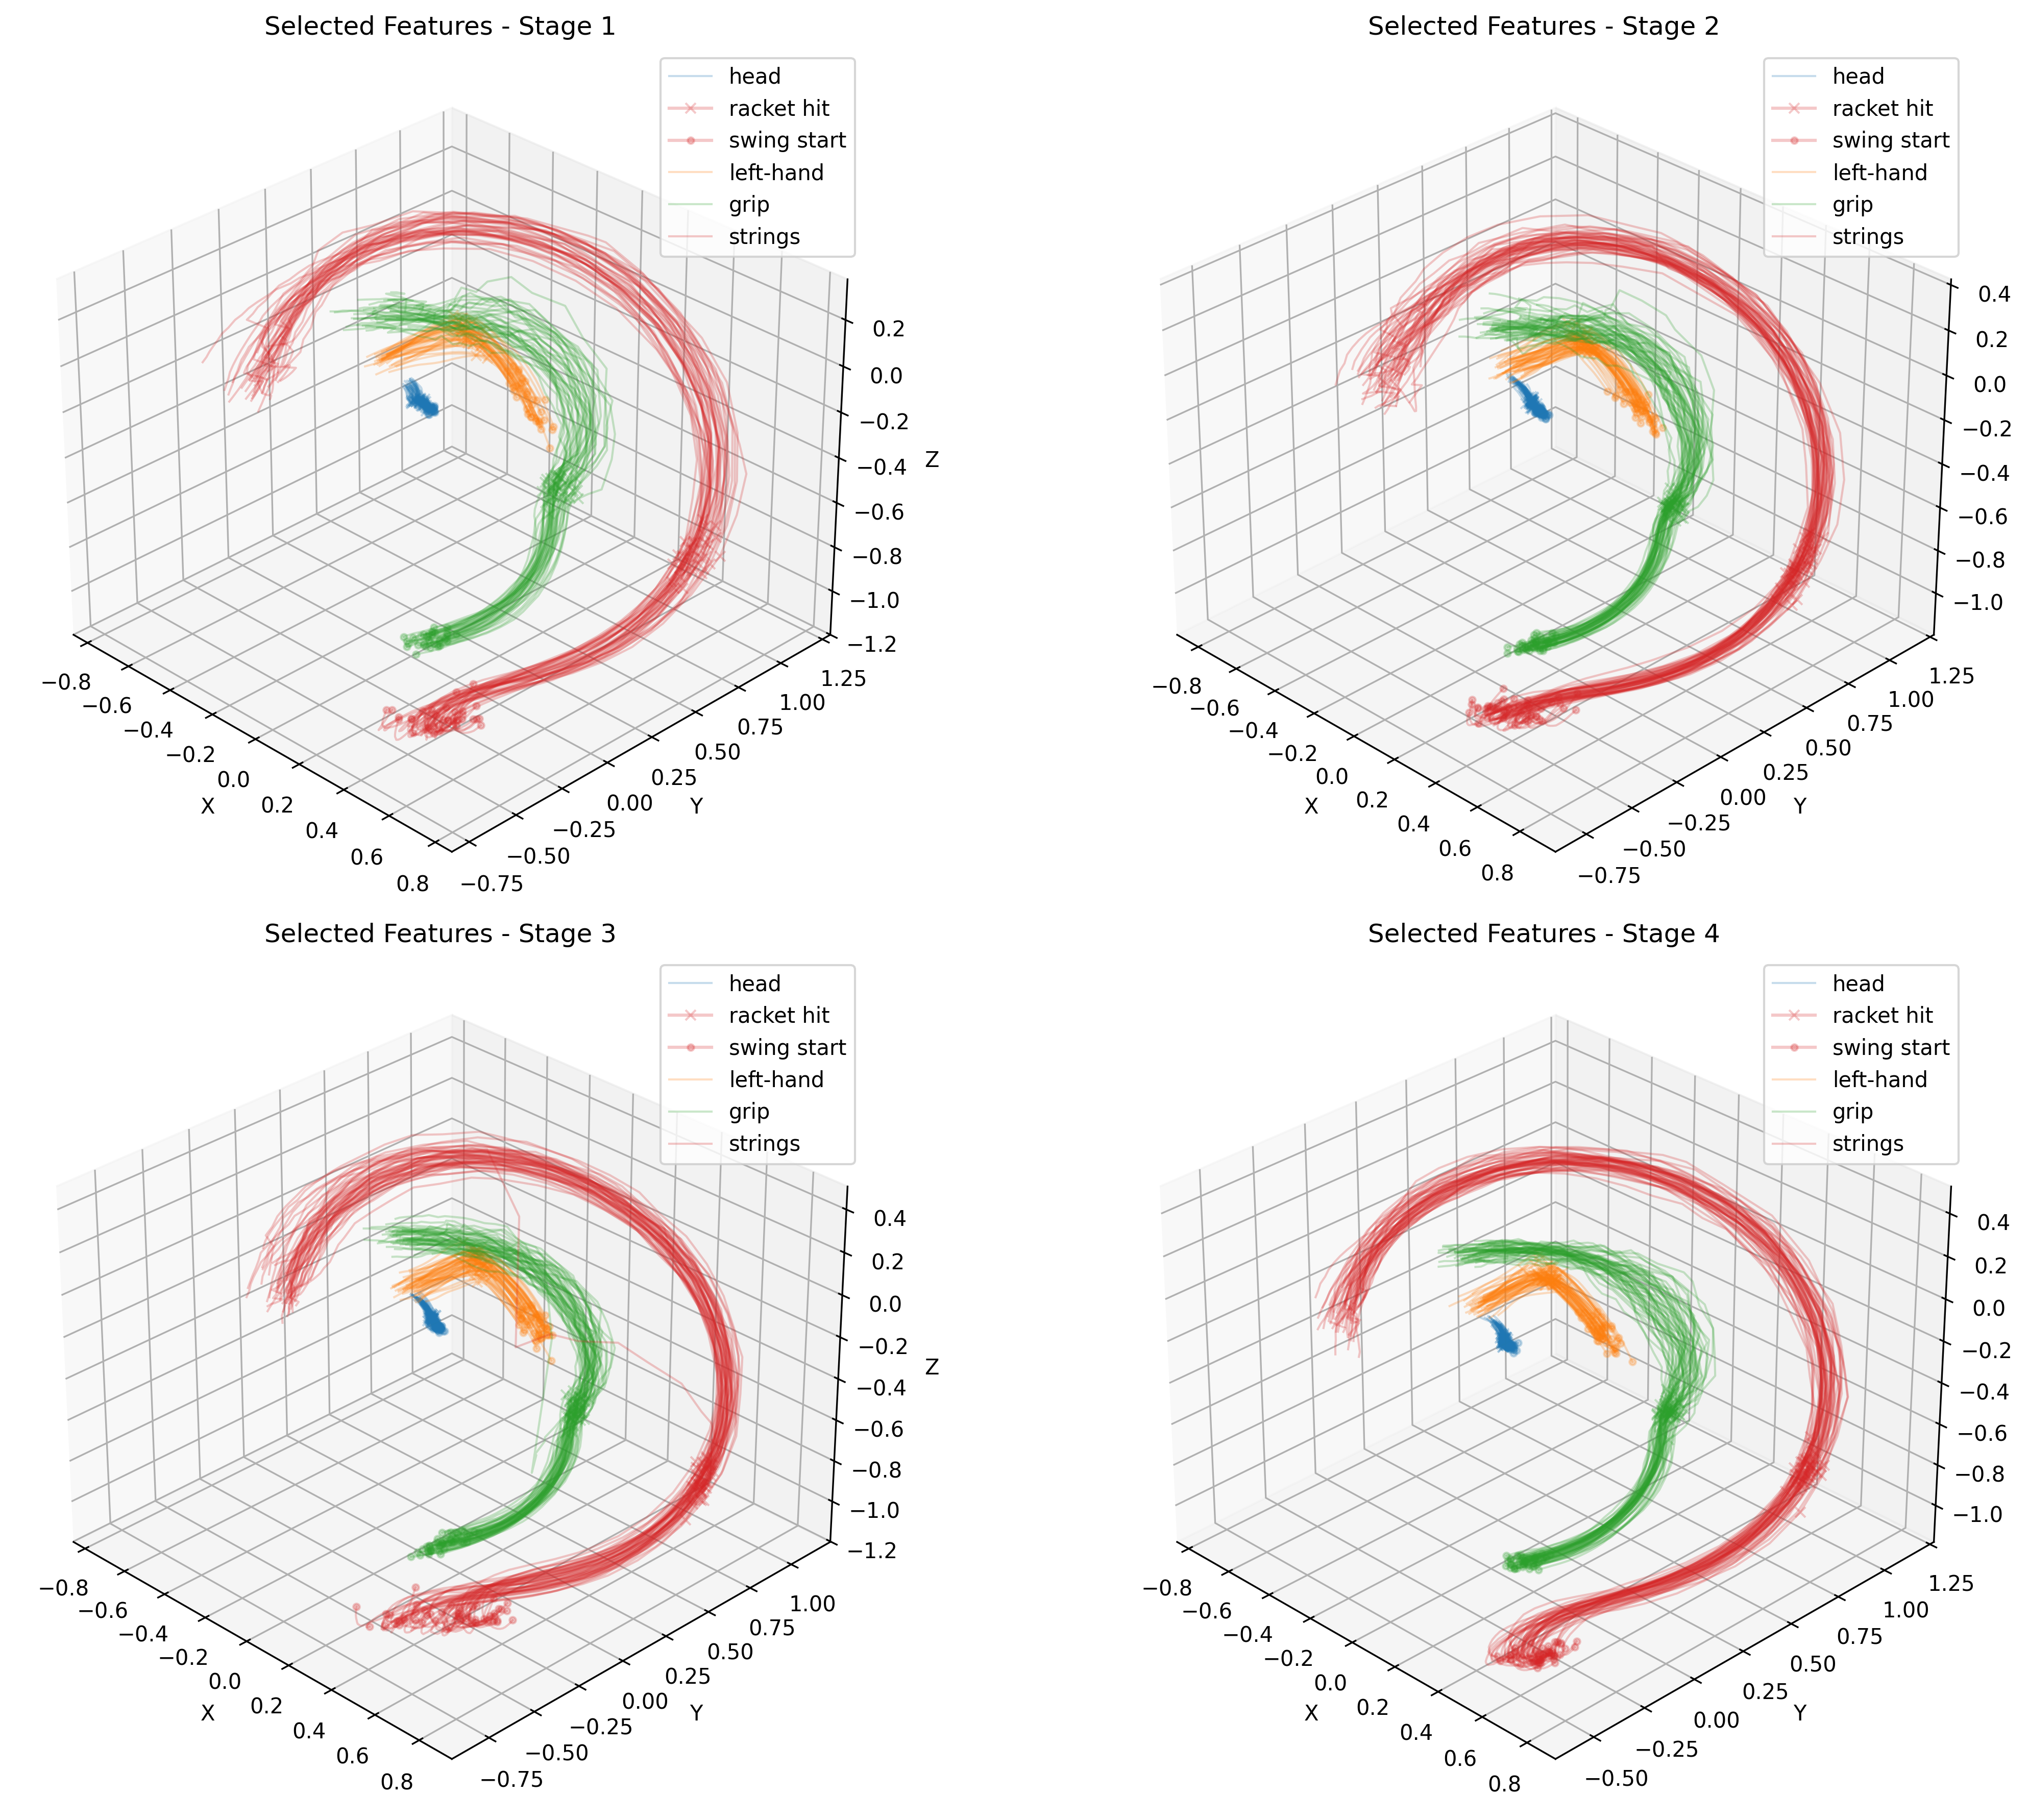 Selected Features - Stage 1
head
racket hit
swing start
left-hand
grip
strings
0.2
0.0
−0.2
−0.4
−0.6
−0.8
−1.0
−1.2
Z
−0.8
−0.6
−0.4
−0.2
0.0
0.2
0.4
0.6
0.8
X
−0.75
−0.50
−0.25
0.00
0.25
0.50
0.75
1.00
1.25
Y
Selected Features - Stage 2
head
racket hit
swing start
left-hand
grip
strings
0.4
0.2
0.0
−0.2
−0.4
−0.6
−0.8
−1.0
−0.8
−0.6
−0.4
−0.2
0.0
0.2
0.4
0.6
0.8
X
−0.75
−0.50
−0.25
0.00
0.25
0.50
0.75
1.00
1.25
Y
Selected Features - Stage 3
head
racket hit
swing start
left-hand
grip
strings
0.4
0.2
0.0
−0.2
−0.4
−0.6
−0.8
−1.0
−1.2
Z
−0.8
−0.6
−0.4
−0.2
0.0
0.2
0.4
0.6
0.8
X
−0.75
−0.50
−0.25
0.00
0.25
0.50
0.75
1.00
Y
Selected Features - Stage 4
head
racket hit
swing start
left-hand
grip
strings
0.4
0.2
0.0
−0.2
−0.4
−0.6
−0.8
−1.0
−0.8
−0.6
−0.4
−0.2
0.0
0.2
0.4
0.6
0.8
X
−0.50
−0.25
0.00
0.25
0.50
0.75
1.00
1.25
Y